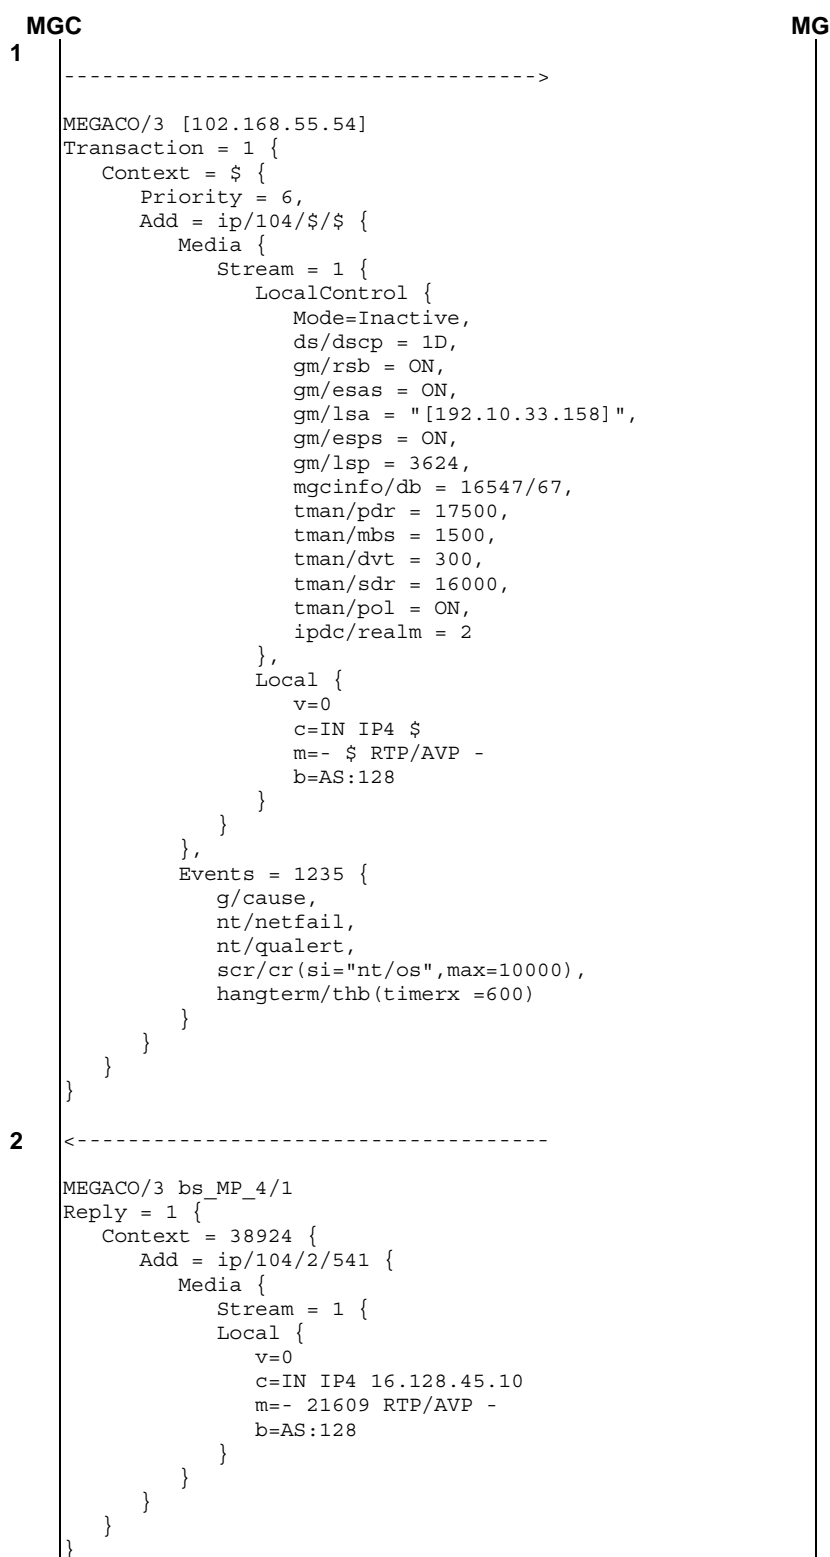 MGC MG
1
------------------------------------->
MEGACO/3 [102.168.55.54]
Transaction = 1 {
Context = $ {
Priority = 6,
Add = ip/104/$/$ {
Media {
Stream = 1 {
LocalControl {
Mode=Inactive,
ds/dscp = 1D,
gm/rsb = ON,
gm/esas = ON,
gm/lsa = "[192.10.33.158]",
gm/esps = ON,
gm/lsp = 3624,
mgcinfo/db = 16547/67,
tman/pdr = 17500,
tman/mbs = 1500,
tman/dvt = 300,
tman/sdr = 16000,
tman/pol = ON,
ipdc/realm = 2
},
Local {
v=0
c=IN IP4 $
m=- $ RTP/AVP -
b=AS:128
}
}
},
Events = 1235 {
g/cause,
nt/netfail,
nt/qualert,
scr/cr(si="nt/os",max=10000),
hangterm/thb(timerx =600)
}
}
}
}
2 <-------------------------------------
MEGACO/3 bs_MP_4/1
Reply = 1 {
Context = 38924 {
Add = ip/104/2/541 {
Media {
Stream = 1 {
Local {
v=0
c=IN IP4 16.128.45.10
m=- 21609 RTP/AVP -
b=AS:128
}
}
}
}
}